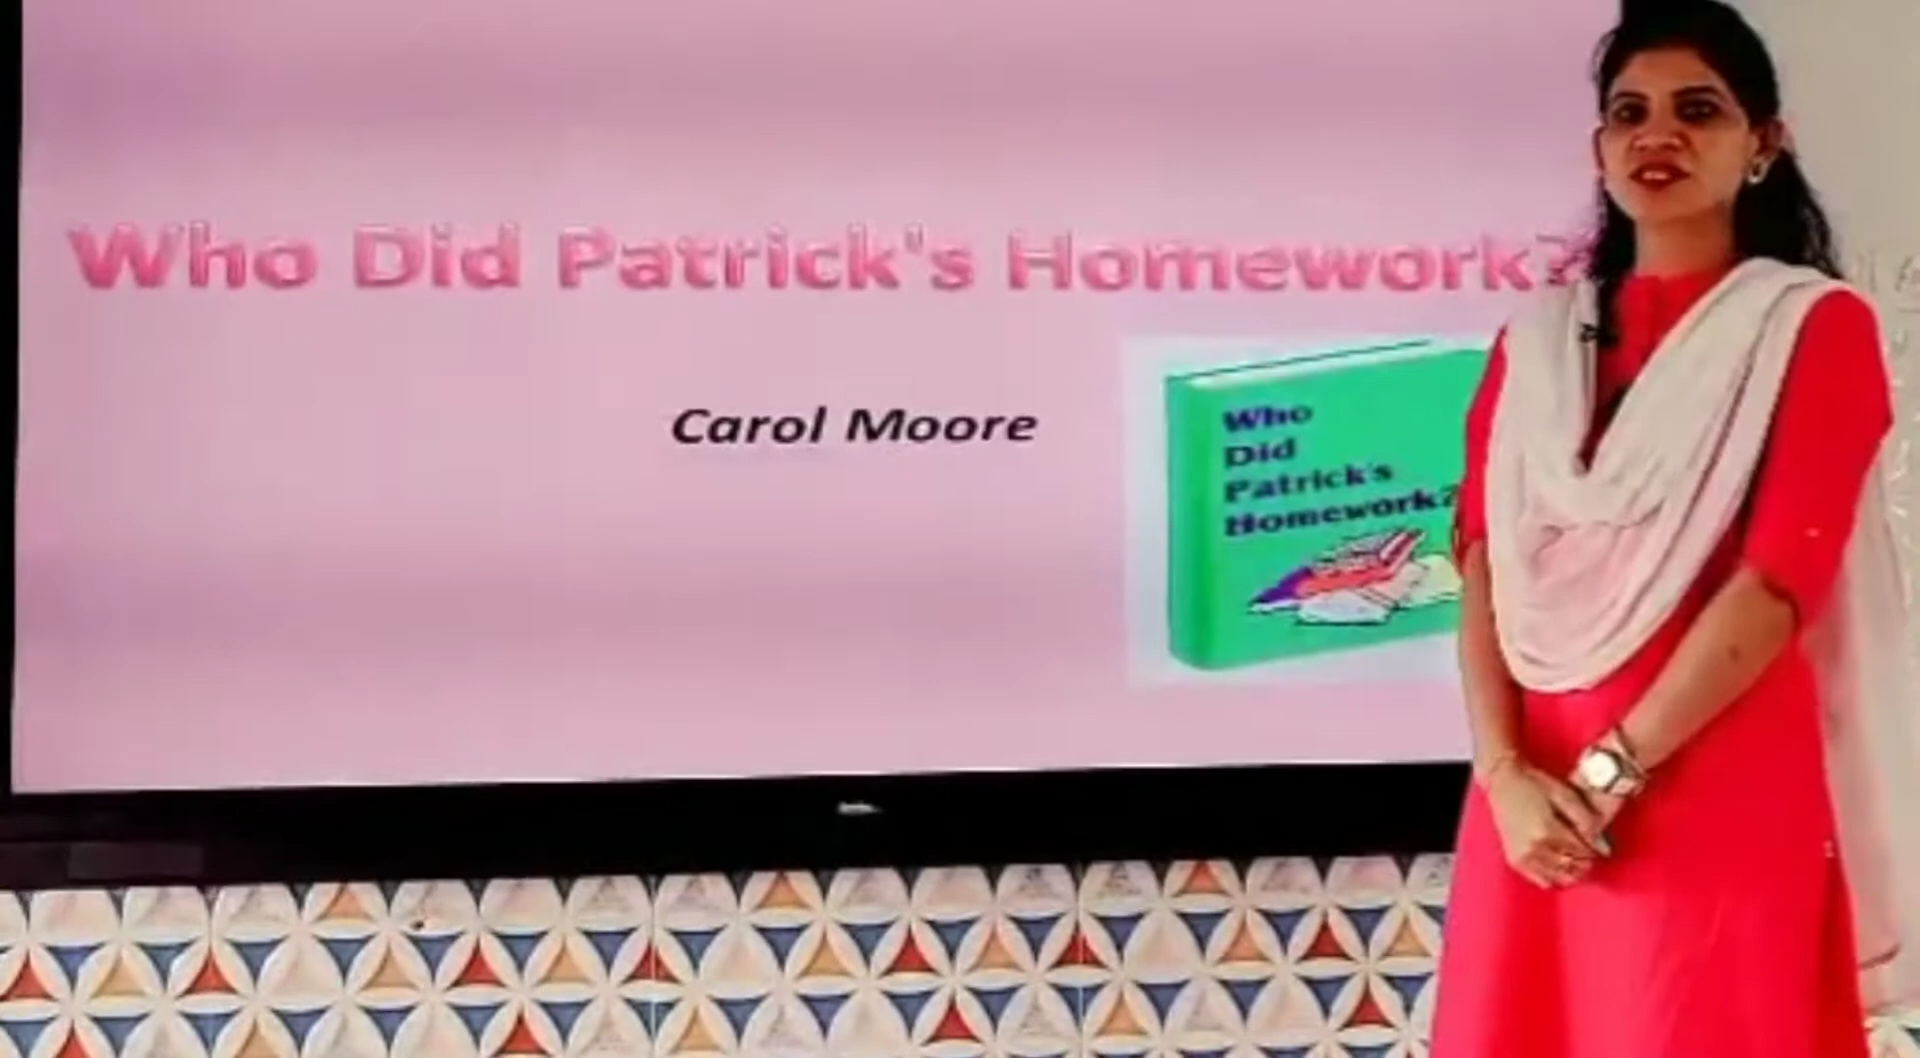 Who Did Patrick's Homework?
Carol Moore
Who
Did
Patrick's
Homework?